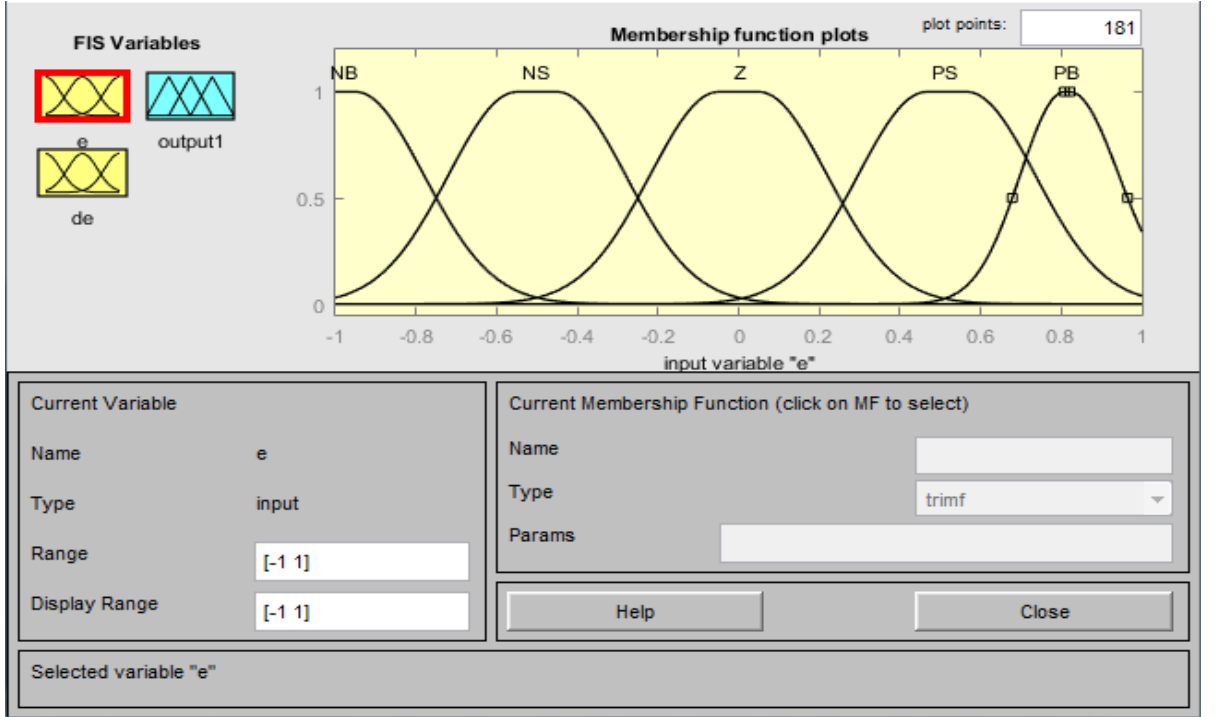 FIS Variables
Membership function plots
plot points:
181
e
output1
de
NB
NS
Z
PS
PB
1
0.5
0
-1
-0.8
-0.6
-0.4
-0.2
0
0.2
0.4
0.6
0.8
1
input variable "e"
Current Variable
Name e
Type input
Range [-1 1]
Display Range [-1 1]
Current Membership Function (click on MF to select)
Name
Type trimf
Params
Help
Close
Selected variable "e"